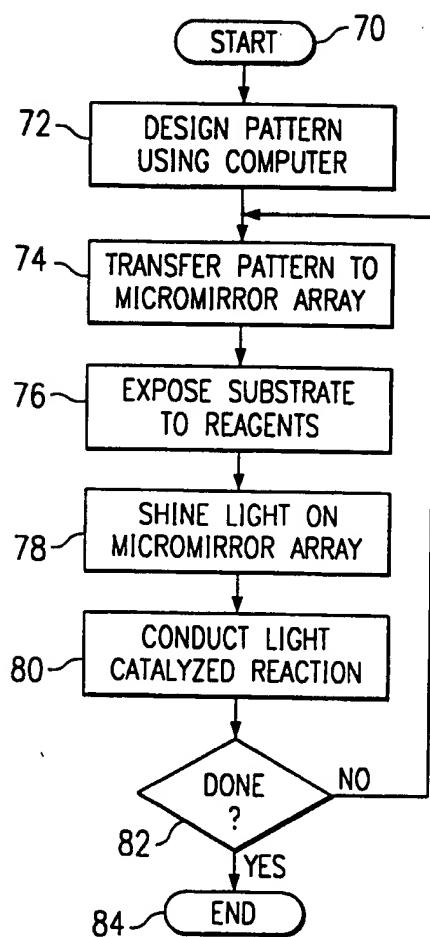 START
70
72
DESIGN PATTERN
USING COMPUTER
74
TRANSFER PATTERN TO
MICROMIRROR ARRAY
76
EXPOSE SUBSTRATE
TO REAGENTS
78
SHINE LIGHT ON
MICROMIRROR ARRAY
80
CONDUCT LIGHT
CATALYZED REACTION
DONE
?
NO
82
YES
84
END